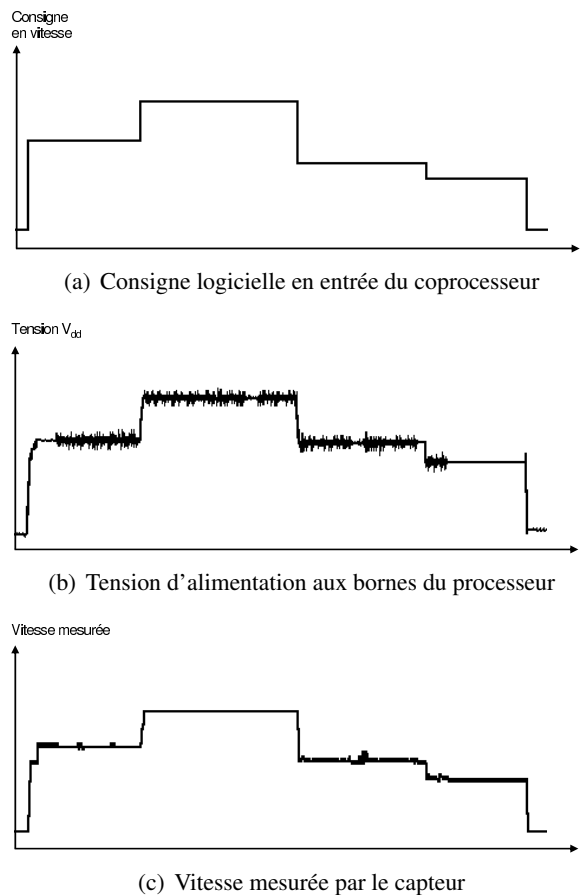 Consigne
en vitesse
(a) Consigne logicielle en entrée du coprocesseur
Tension Vdd
(b) Tension d'alimentation aux bornes du processeur
Vitesse mesurée
(c) Vitesse mesurée par le capteur